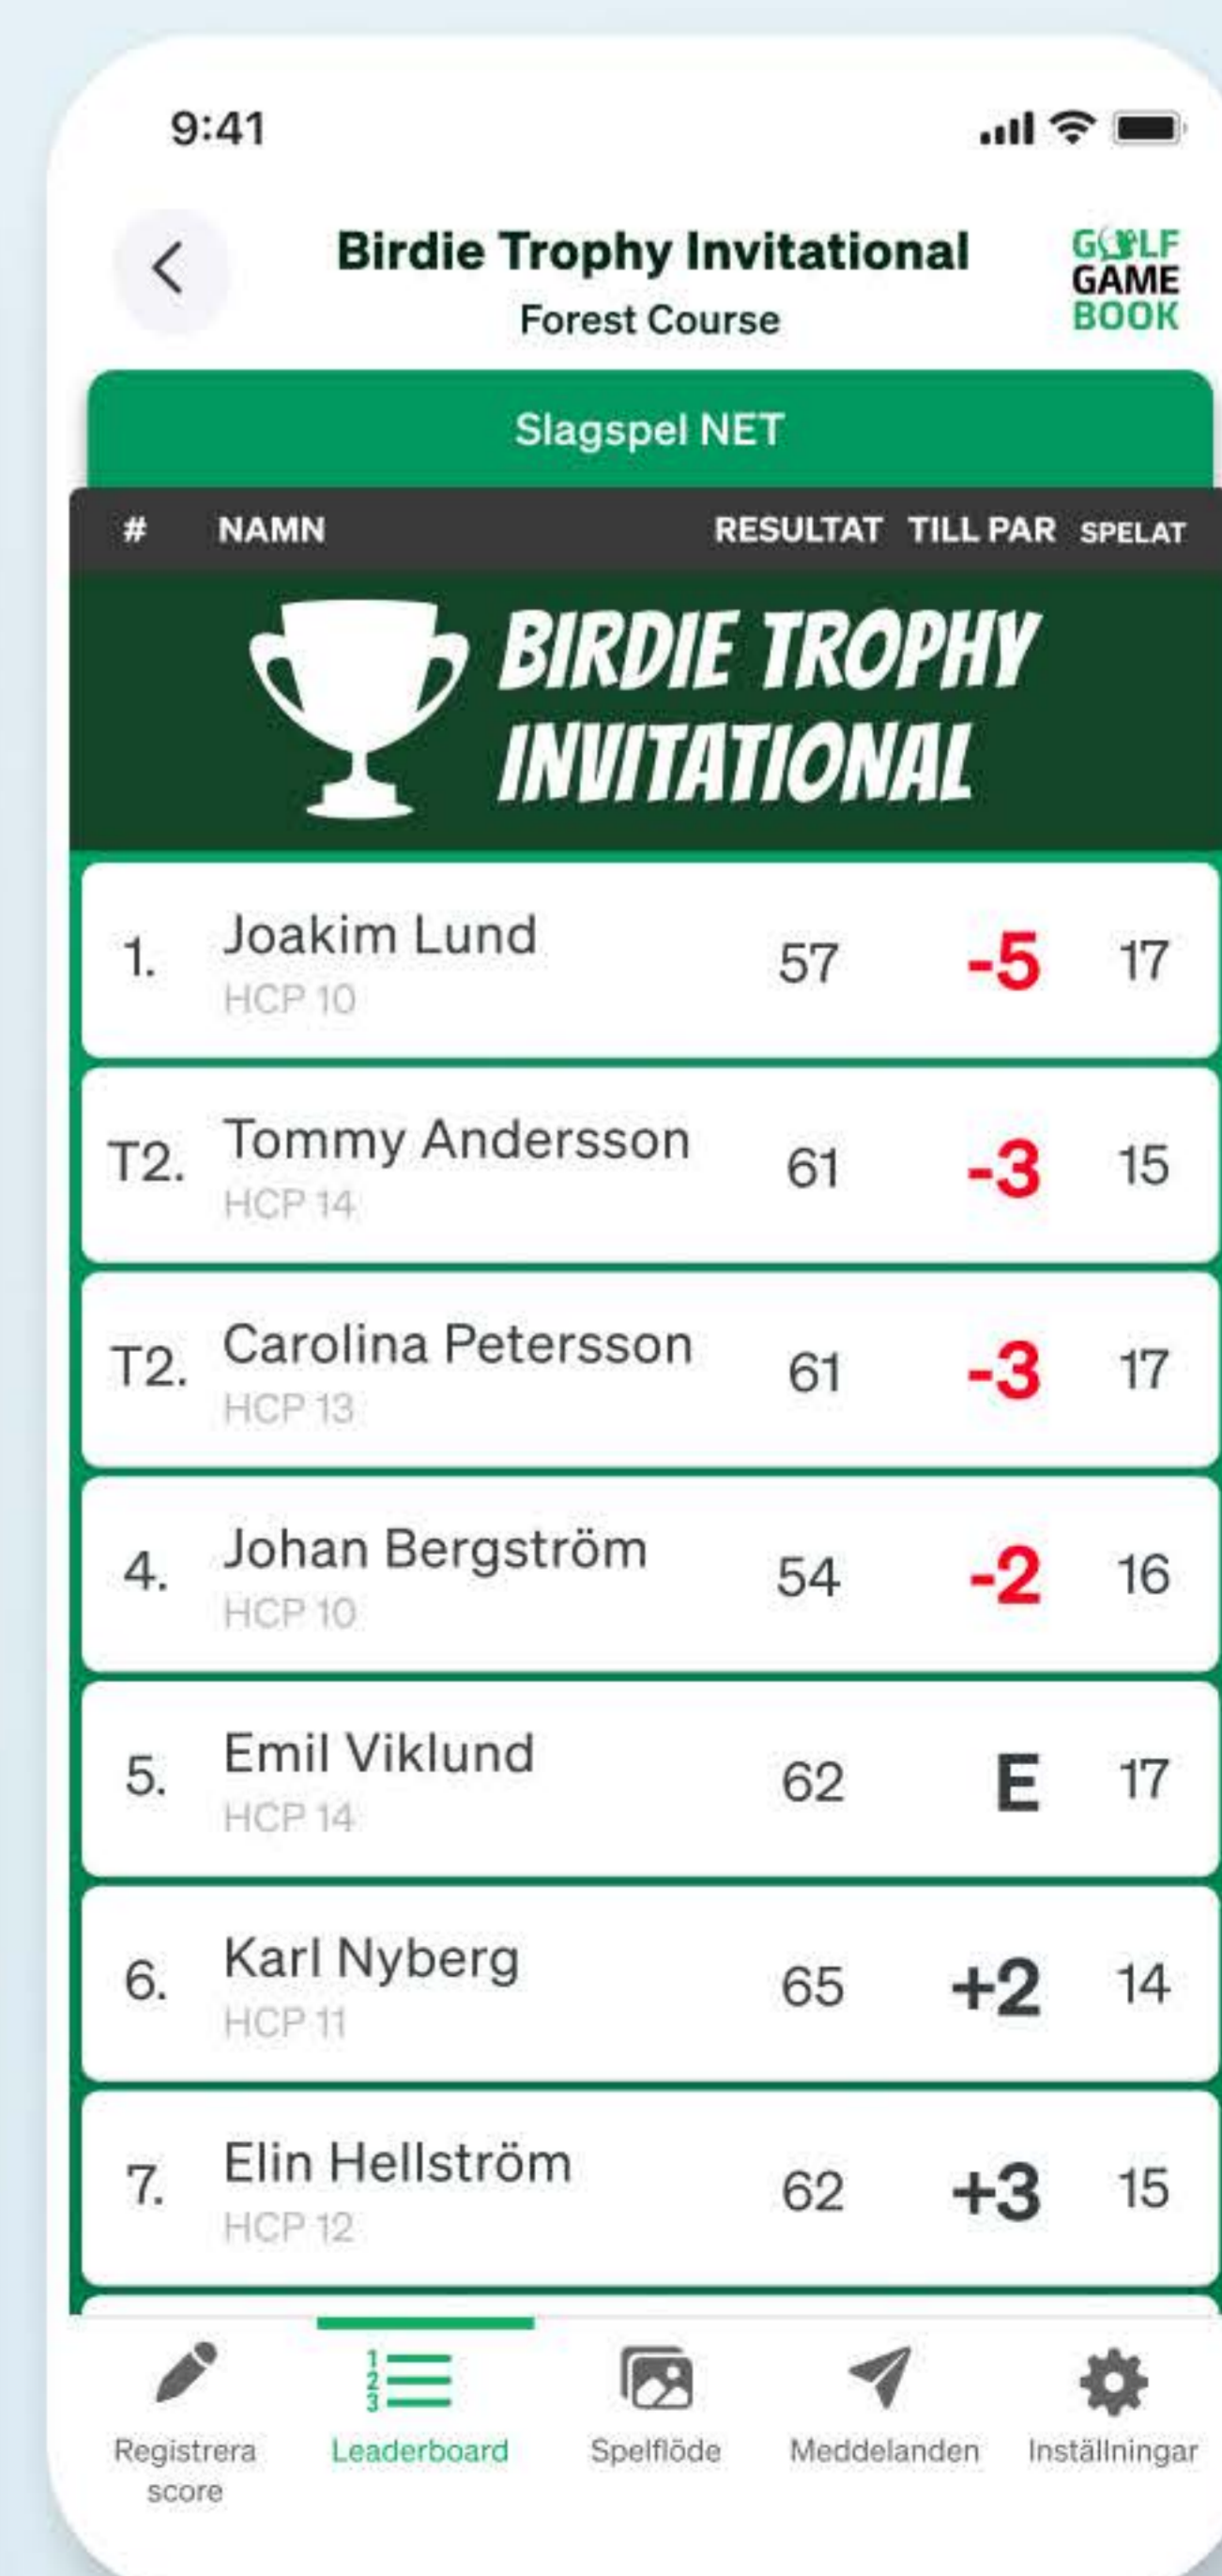 9:41
Birdie Trophy Invitational
Forest Course
GOLF
GAME
BOOK
Slagspel NET
# NAMN RESULTAT TILL PAR SPELAT
BIRDIE TROPHY
INVITATIONAL
1. Joakim Lund 57 -5 17
HCP 10
T2. Tommy Andersson 61 -3 15
HCP 14
T2. Carolina Petersson 61 -3 17
HCP 13
4. Johan Bergström 54 -2 16
HCP 10
5. Emil Viklund 62 E 17
HCP 14
6. Karl Nyberg 65 +2 14
HCP 11
7. Elin Hellström 62 +3 15
HCP 12
1
2
3
Registrera Leaderboard Spelflöde Meddelanden Inställningar
score